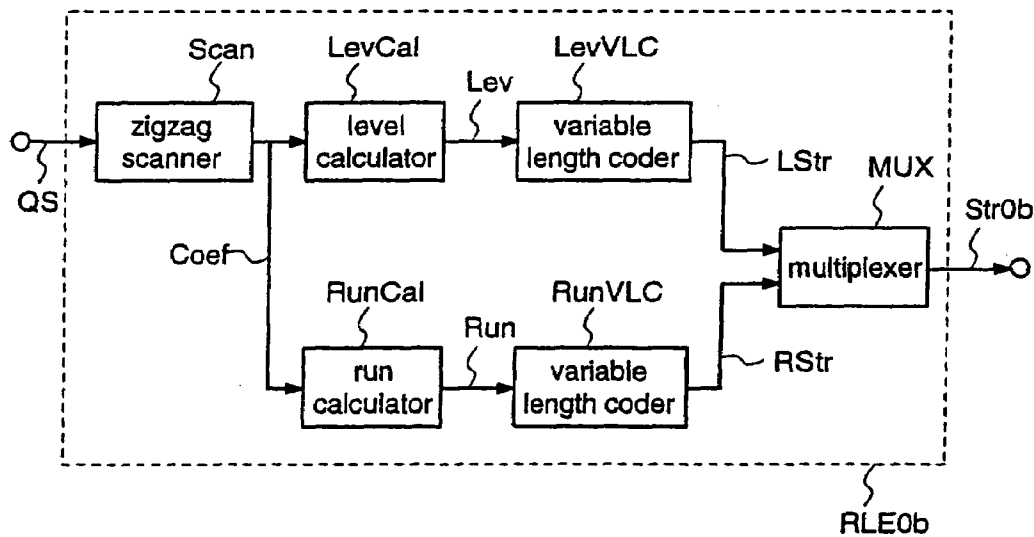 Scan
LevCal
Lev
LevVLC
zigzag
scanner
level
calculator
variable
length coder
LStr
MUX
Str0b
QS
Coef
multiplexer
RunCal
Run
RunVLC
RStr
run
calculator
variable
length coder
RLE0b